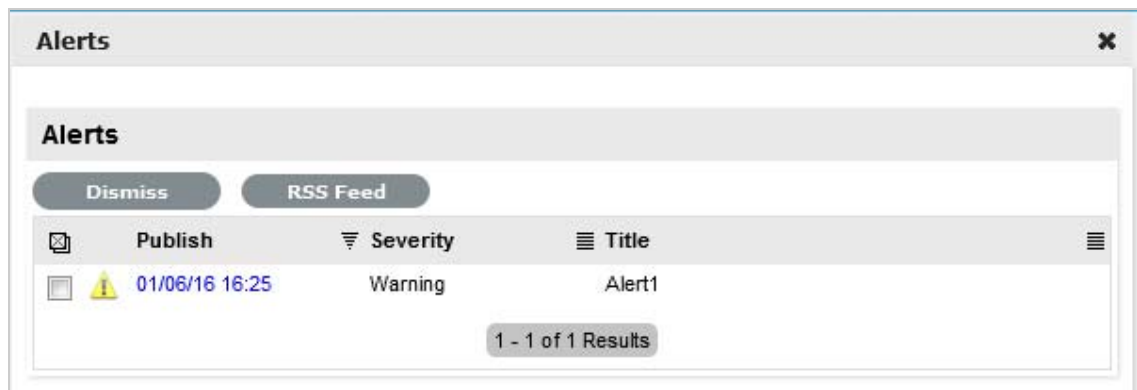 Alerts
Alerts
Dismiss RSS Feed
Publish Severity Title
01/06/16 16:25 Warning Alert1
1 - 1 of 1 Results